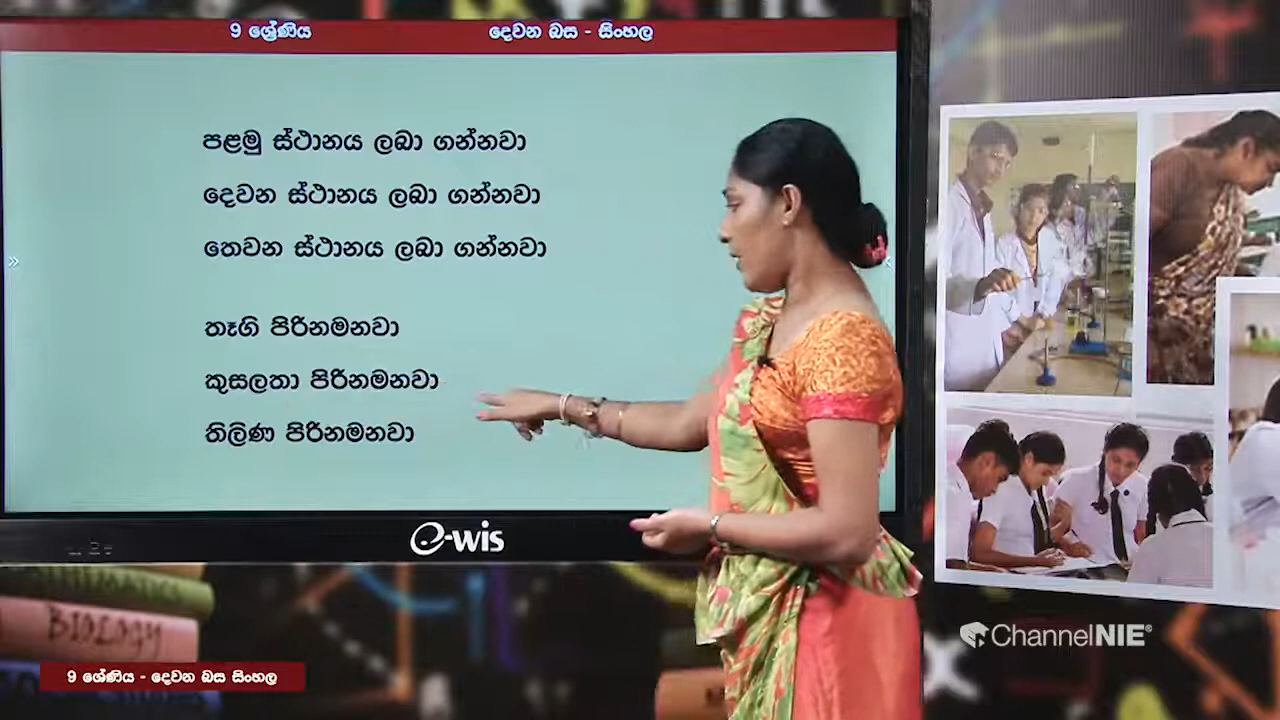 9 ශ්‍රේණිය
දෙවන බස - සිංහල
පළමු ස්ථානය ලබා ගන්නවා
දෙවන ස්ථානය ලබා ගන්නවා
තෙවන ස්ථානය ලබා ගන්නවා
තෑගි පිරිනමනවා
කුසලතා පිරිනමනවා
තිලිණ පිරිනමනවා
e-wis
BIOLOGY
ChannelNIE®
9 ශ්‍රේණිය - දෙවන බස සිංහල